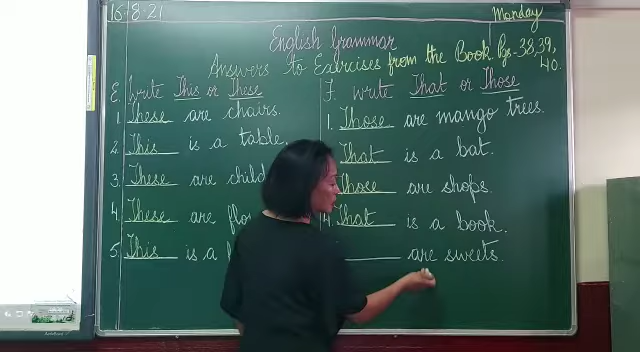 16/8/21
Monday
English Grammar
Answers To Exercises from the Book Pgs-38,39,
40.
E. Write This or These
1. These are chairs.
2. This is a table.
3. These are child
4. These are flo
5. This is a
F. Write That or Those
1. Those are mango trees.
That is a bat.
Those are shops.
4. That is a book.
are sweets.